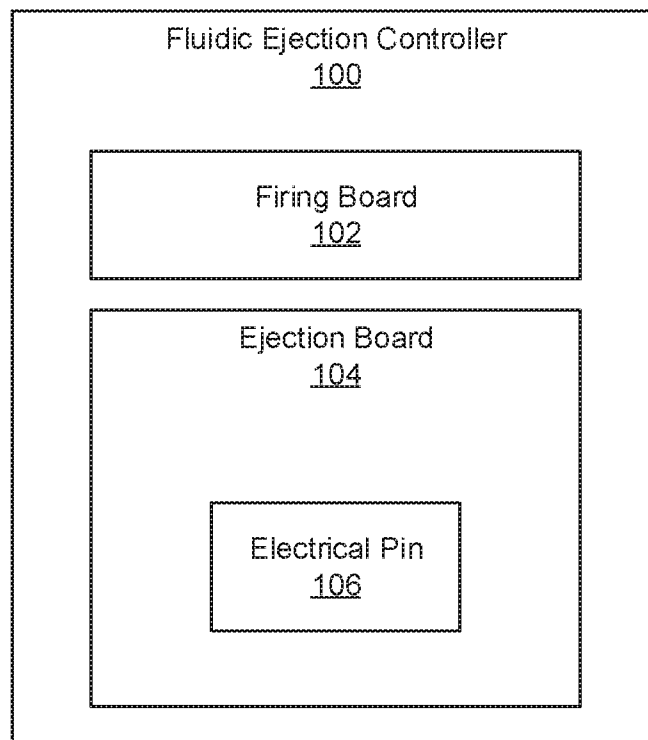 Fluidic Ejection Controller
100
Firing Board
102
Ejection Board
104
Electrical Pin
106